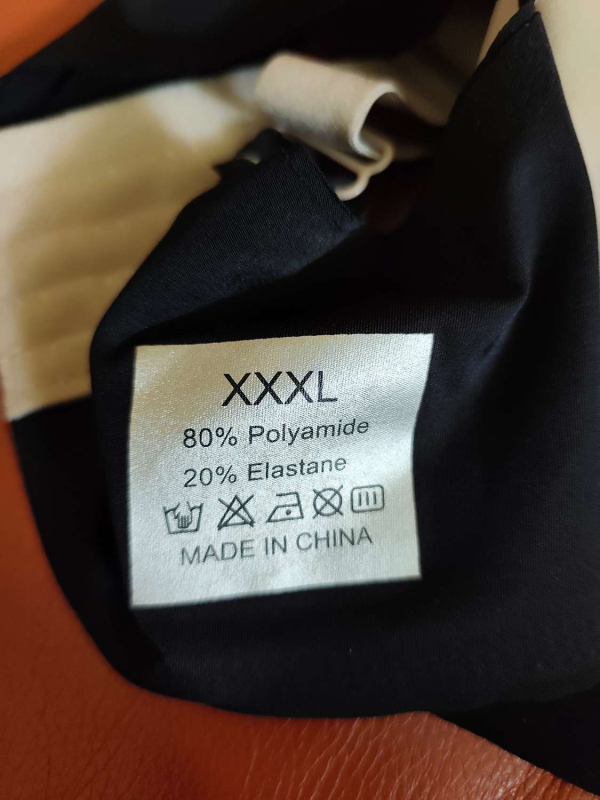 XXXL
80% Polyamide
20% Elastane
MADE IN CHINA